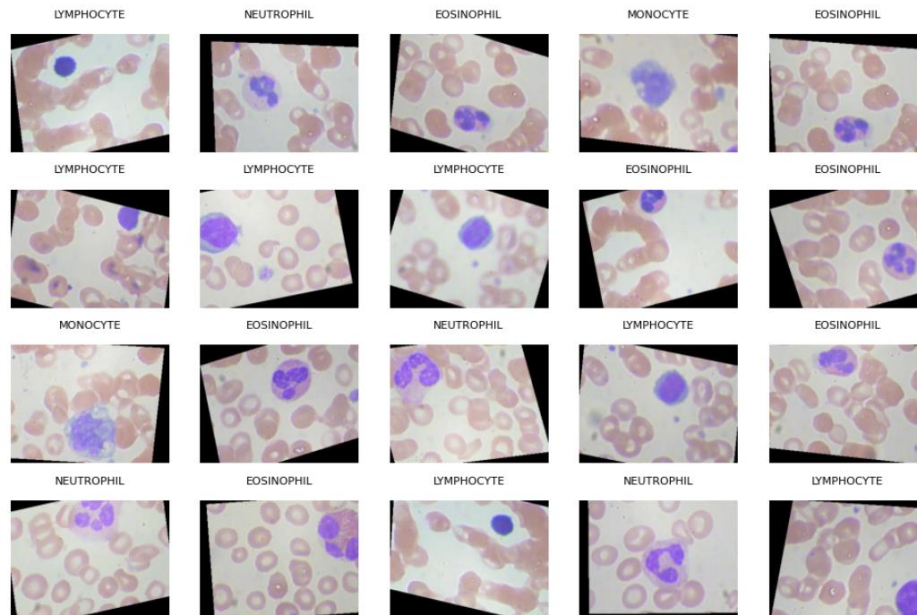 LYMPHOCYTE NEUTROPHIL EOSINOPHIL MONOCYTE EOSINOPHIL
LYMPHOCYTE LYMPHOCYTE LYMPHOCYTE EOSINOPHIL EOSINOPHIL
MONOCYTE EOSINOPHIL NEUTROPHIL LYMPHOCYTE EOSINOPHIL
NEUTROPHIL EOSINOPHIL LYMPHOCYTE NEUTROPHIL LYMPHOCYTE